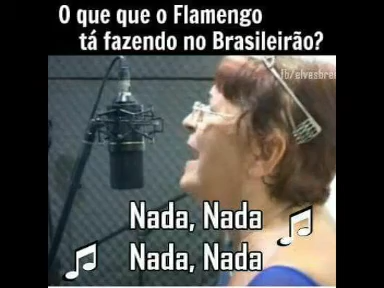 O que que o Flamengo
tá fazendo no Brasileirão?
Nada, Nada
Nada, Nada